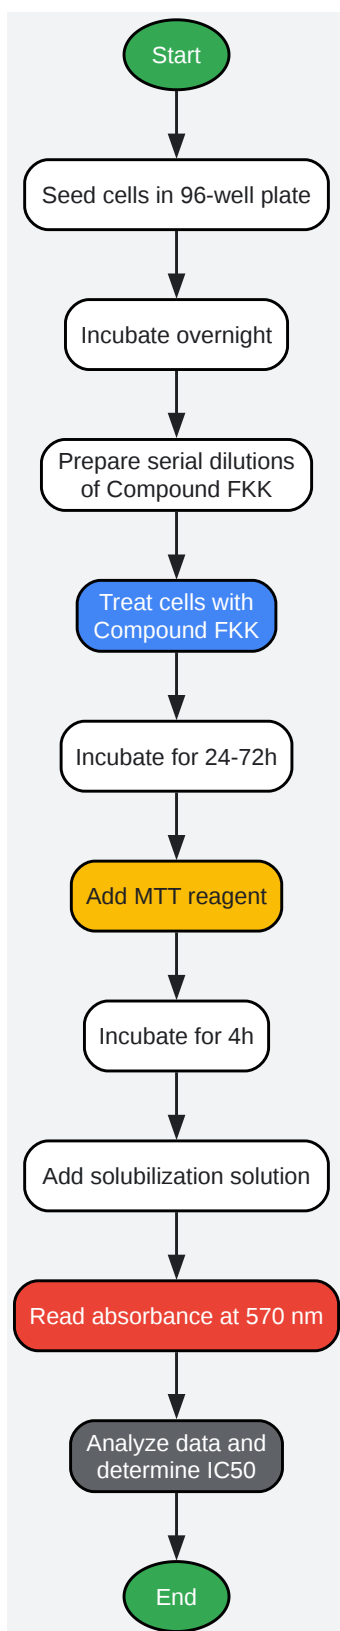 Start
Seed cells in 96-well plate
Incubate overnight
Prepare serial dilutions
of Compound FKK
Treat cells with
Compound FKK
Incubate for 24-72h
Add MTT reagent
Incubate for 4h
Add solubilization solution
Read absorbance at 570 nm
Analyze data and
determine IC50
End